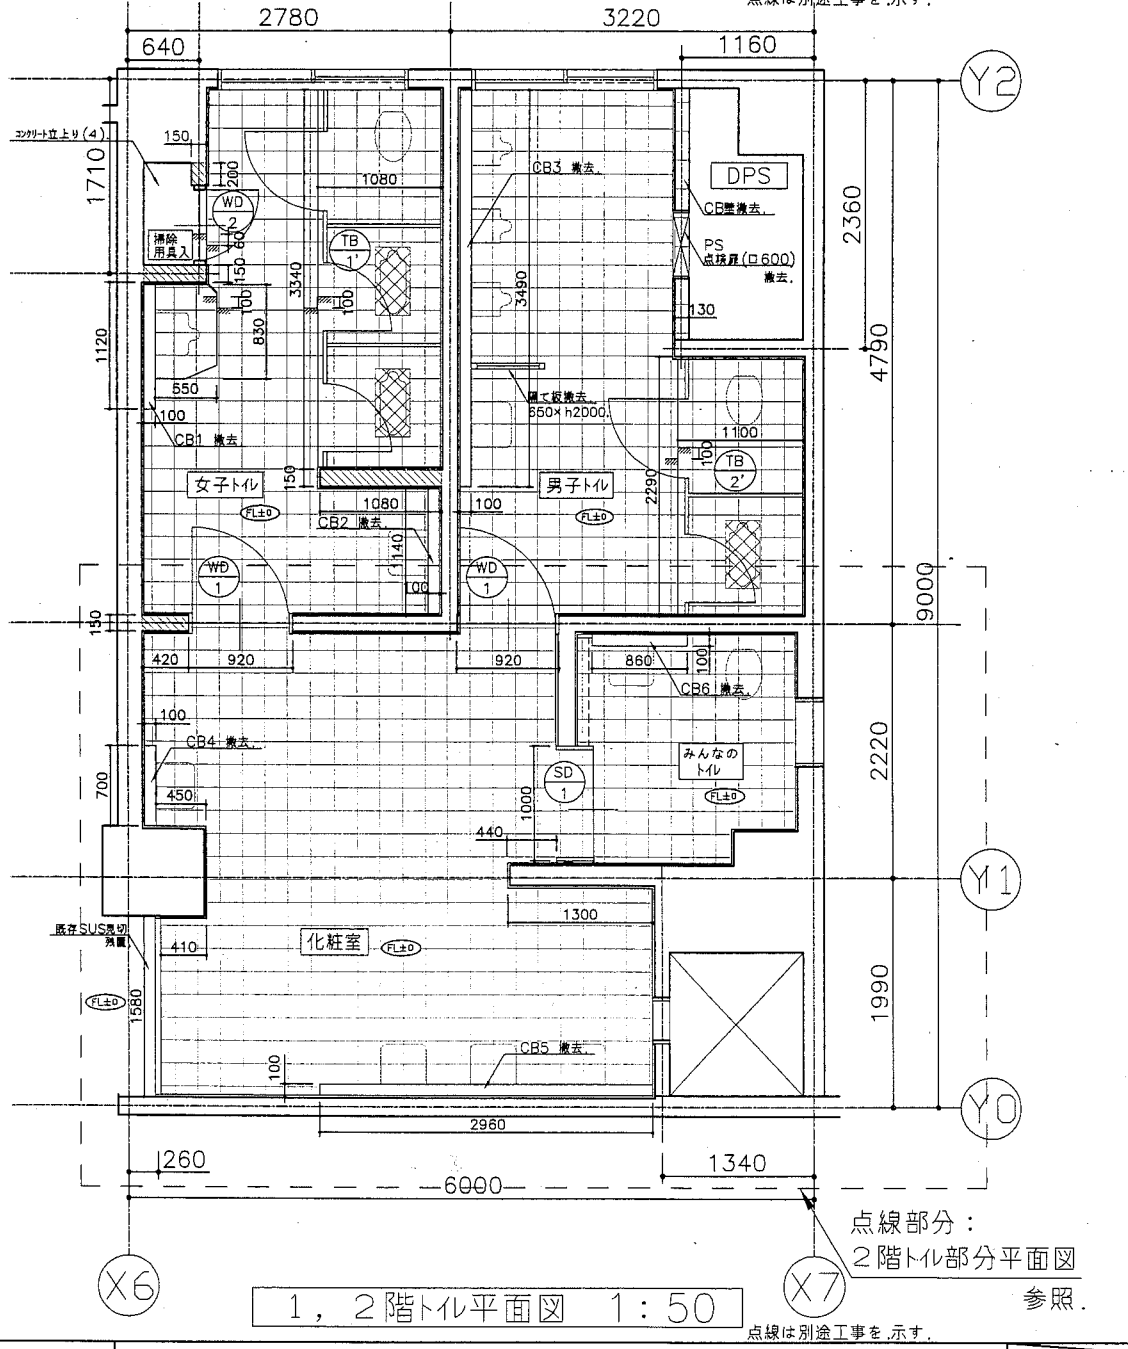 点線は別途工事を.示す.
2780
3220
640
1160
Y2
コンクリート立上り(4)
150
1710
200
WD
2
掃除
用具入
60
150
1080
TB
1'
3340
100
100
830
1120
550
100
CB1 撤去.
CB3 撤去.
3490
DPS
CB壁撤去.
PS
点検扉(口600)
撤去.
130
2360
4790
隔て板撤去.
650×h2000.
1100
100
TB
2'
女子トイレ
FL±0
150
1080
CB2 撤去.
100
男子トイレ
FL±0
2290
1140
100
WD
1
WD
1
9000
150
420
920
920
860
100
CB6 撤去.
100
CB4 撤去.
700
450
みんなの
トイレ
FL±0
SD
1
1000
440
2220
Y1
1300
既存SUS見切
残置
410
化粧室
FL±0
FL±0
1580
1990
100
CB5 撤去.
2960
Y0
260
1340
6000
点線部分：
2階トイレ部分平面図
参照.
X6
X7
1，2階トイレ平面図 1：50
点線は別途工事を.示す.